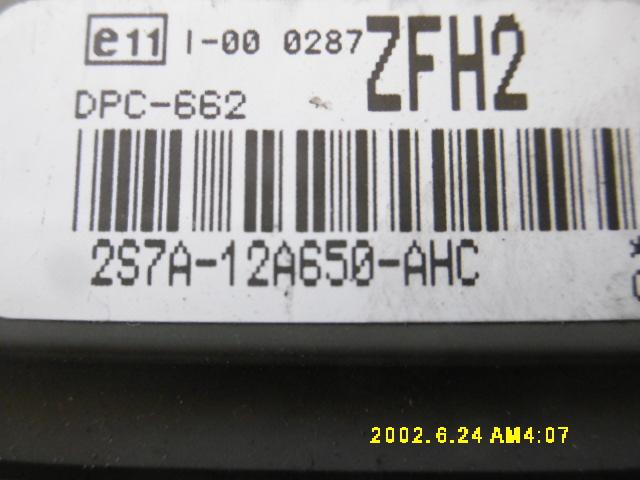 e11 I-00 0287 ZFH2
DPC-662
2S7A-12A650-AHC
2002.6.24 AM4:07